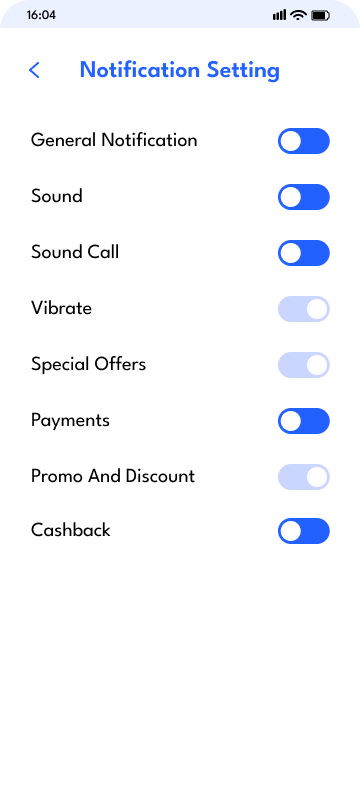 16:04
Notification Setting
General Notification
Sound
Sound Call
Vibrate
Special Offers
Payments
Promo And Discount
Cashback